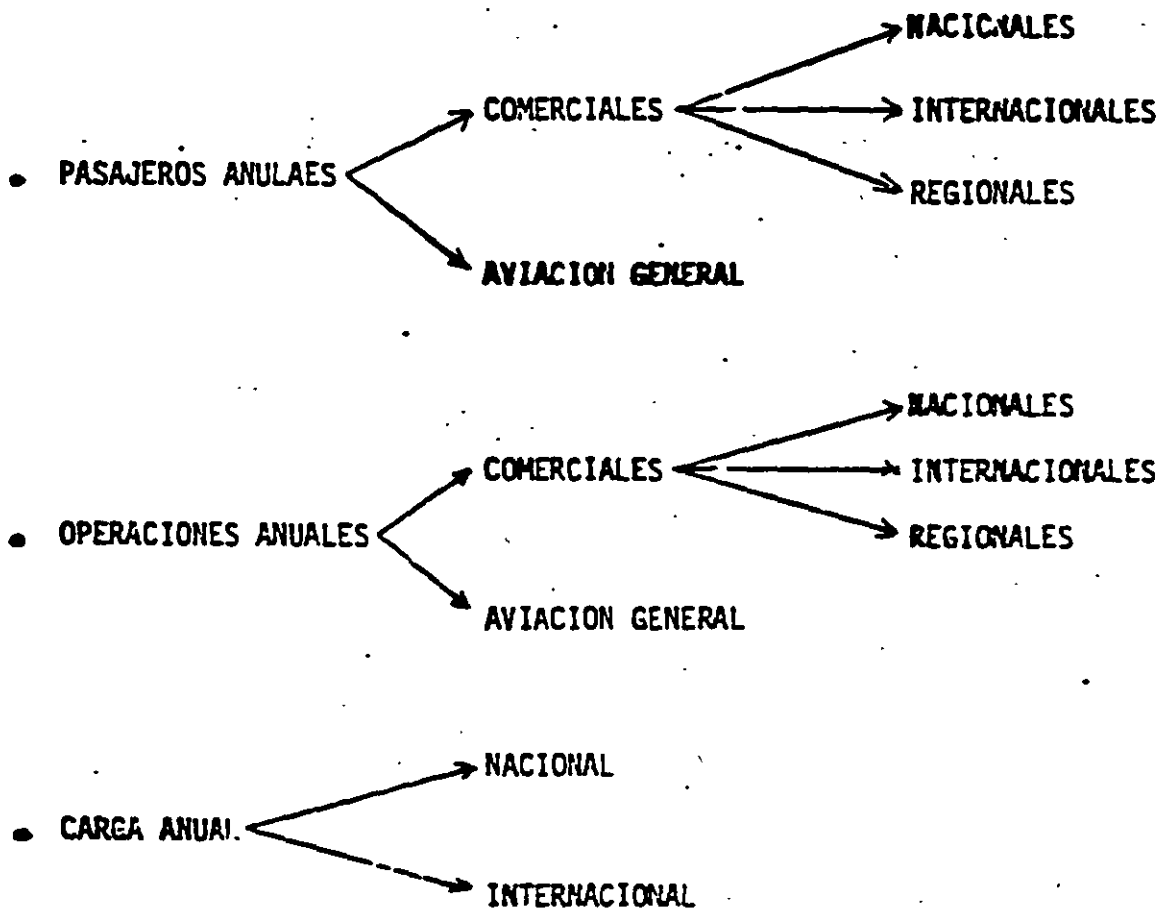 NACIONALES
COMERCIALES
INTERNACIONALES
• PASAJEROS ANULAES
REGIONALES
AVIACION GENERAL
NACIONALES
COMERCIALES
INTERNACIONALES
• OPERACIONES ANUALES
REGIONALES
AVIACION GENERAL
NACIONAL
• CARGA ANUAL
INTERNACIONAL